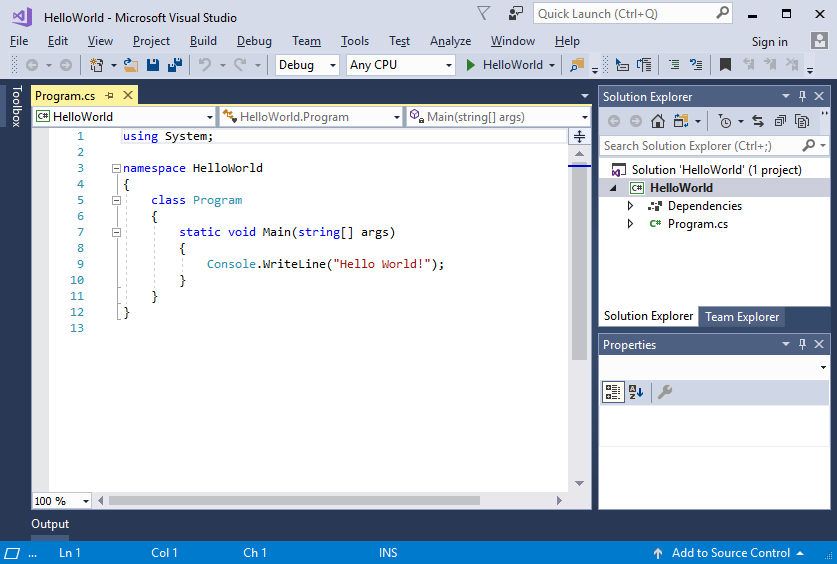 HelloWorld - Microsoft Visual Studio
Quick Launch (Ctrl+Q)
File Edit View Project Build Debug Team Tools Test Analyze Window Help
Sign in
Debug Any CPU HelloWorld
Toolbox
Program.cs
C# HelloWorld HelloWorld.Program Main(string[] args)
1 using System;
2
3 namespace HelloWorld
4 {
5 class Program
6 {
7 static void Main(string[] args)
8 {
9 Console.WriteLine("Hello World!");
10 }
11 }
12 }
13
100 %
Solution Explorer
Search Solution Explorer (Ctrl+;)
Solution 'HelloWorld' (1 project)
C# HelloWorld
Dependencies
C# Program.cs
Solution Explorer Team Explorer
Properties
Output
... Ln 1 Col 1 Ch 1 INS Add to Source Control